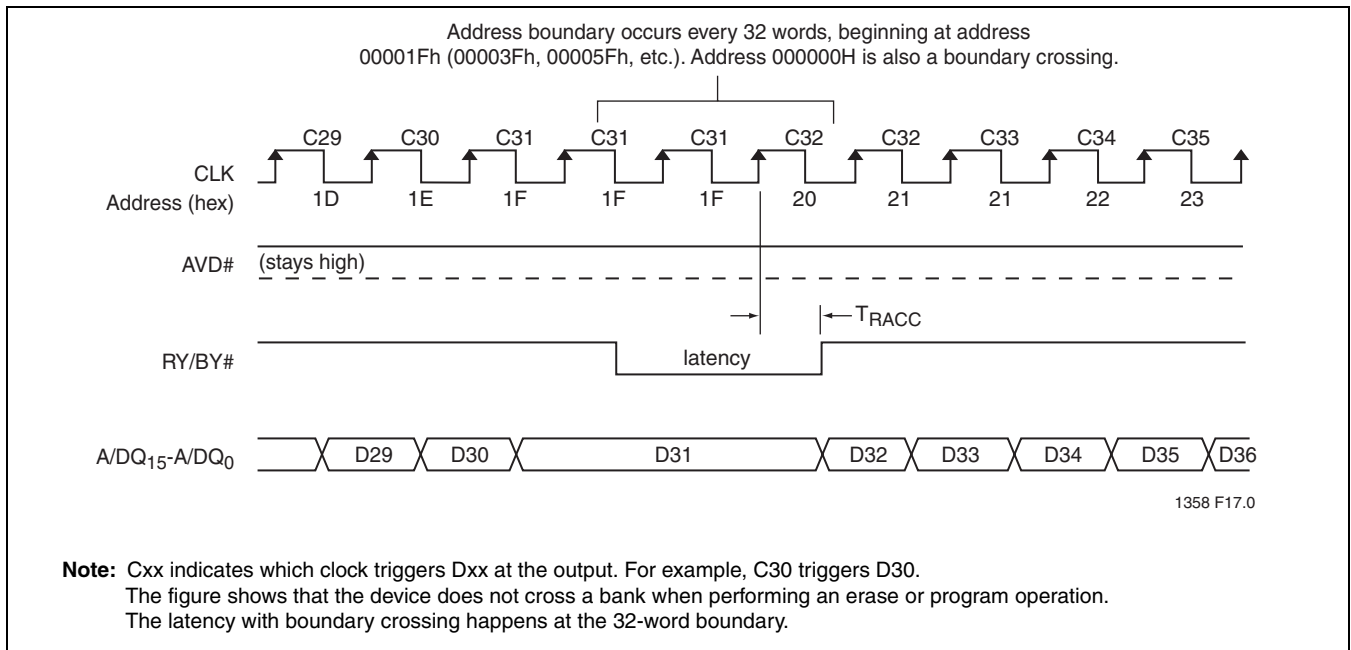 Address boundary occurs every 32 words, beginning at address
00001Fh (00003Fh, 00005Fh, etc.). Address 000000H is also a boundary crossing.
C29 C30 C31 C31 C31 C32 C32 C33 C34 C35
CLK
Address (hex) 1D 1E 1F 1F 1F 20 21 21 22 23
AVD# (stays high)
TRACC
RY/BY# latency
A/DQ15-A/DQ0 D29 D30 D31 D32 D33 D34 D35 D36
1358 F17.0
Note: Cxx indicates which clock triggers Dxx at the output. For example, C30 triggers D30.
The figure shows that the device does not cross a bank when performing an erase or program operation.
The latency with boundary crossing happens at the 32-word boundary.